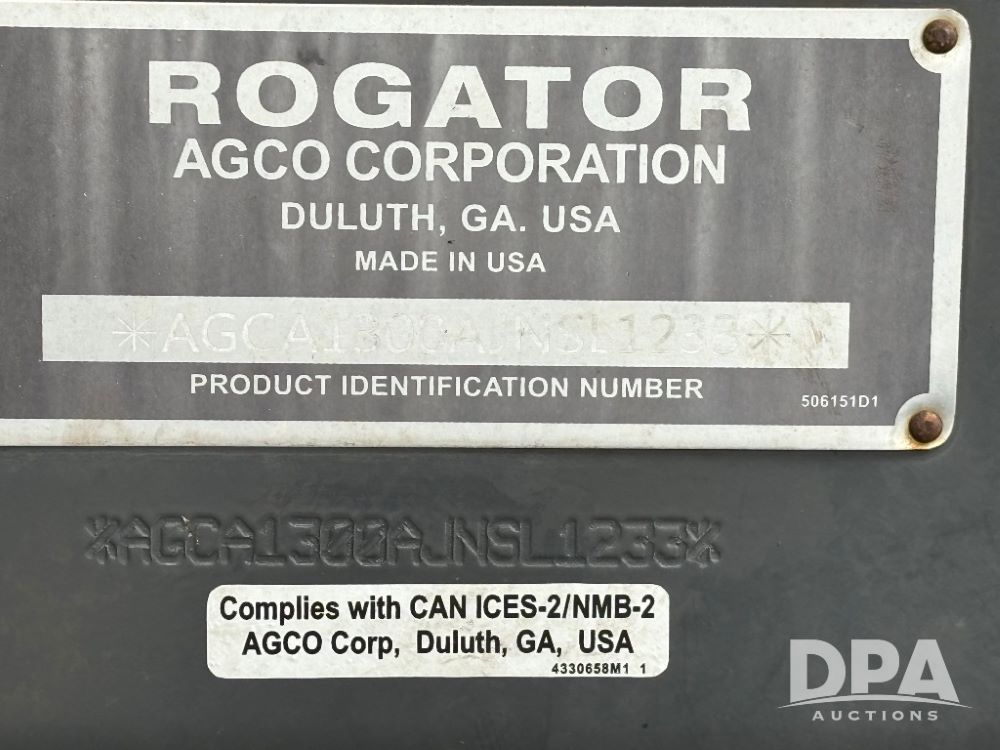 ROGATOR
AGCO CORPORATION
DULUTH, GA. USA
MADE IN USA
*AGCA1300AJNSL1233*
PRODUCT IDENTIFICATION NUMBER
506151D1
*AGCA1300AJNSL1233*
Complies with CAN ICES-2/NMB-2
AGCO Corp, Duluth, GA, USA
4330658M1 1
DPA
AUCTIONS